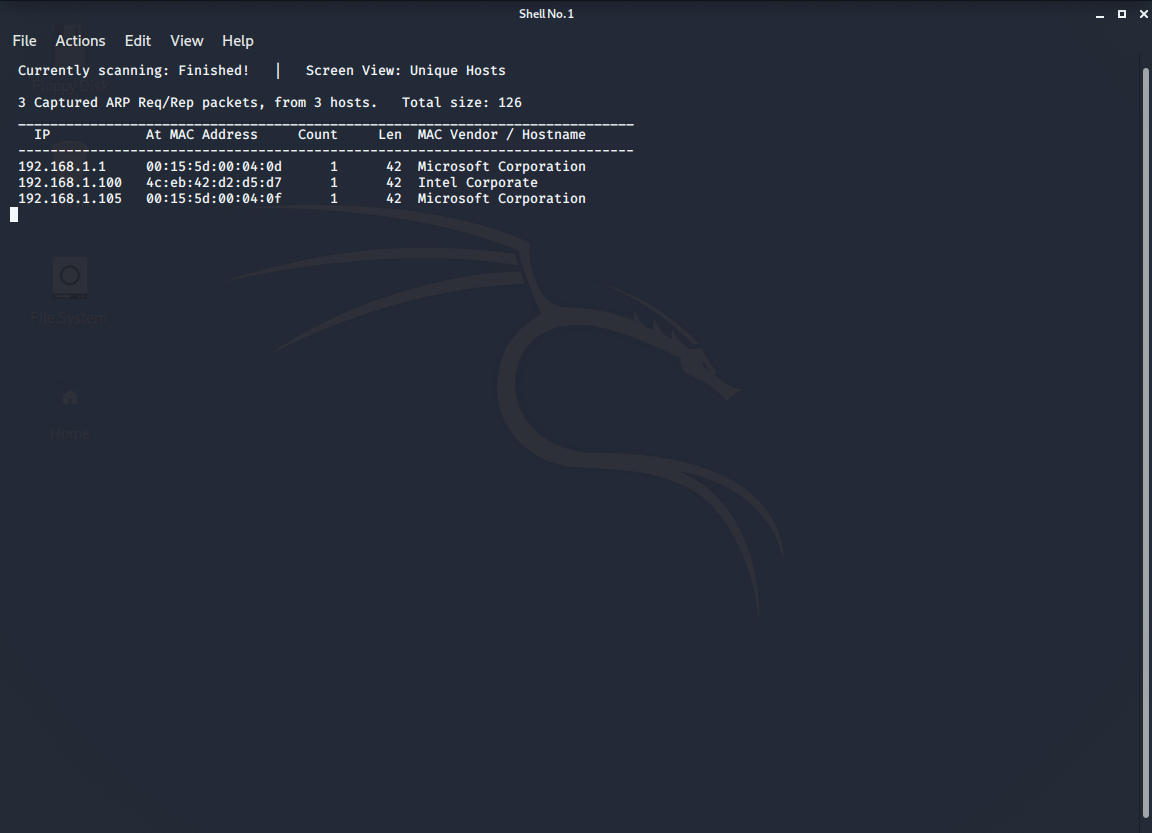 Shell No. 1
File Actions Edit View Help
Currently scanning: Finished! | Screen View: Unique Hosts
3 Captured ARP Req/Rep packets, from 3 hosts. Total size: 126
_____________________________________________________________________________
IP At MAC Address Count Len MAC Vendor / Hostname
-----------------------------------------------------------------------------
192.168.1.1 00:15:5d:00:04:0d 1 42 Microsoft Corporation
192.168.1.100 4c:eb:42:d2:d5:d7 1 42 Intel Corporate
192.168.1.105 00:15:5d:00:04:0f 1 42 Microsoft Corporation
File System
Home